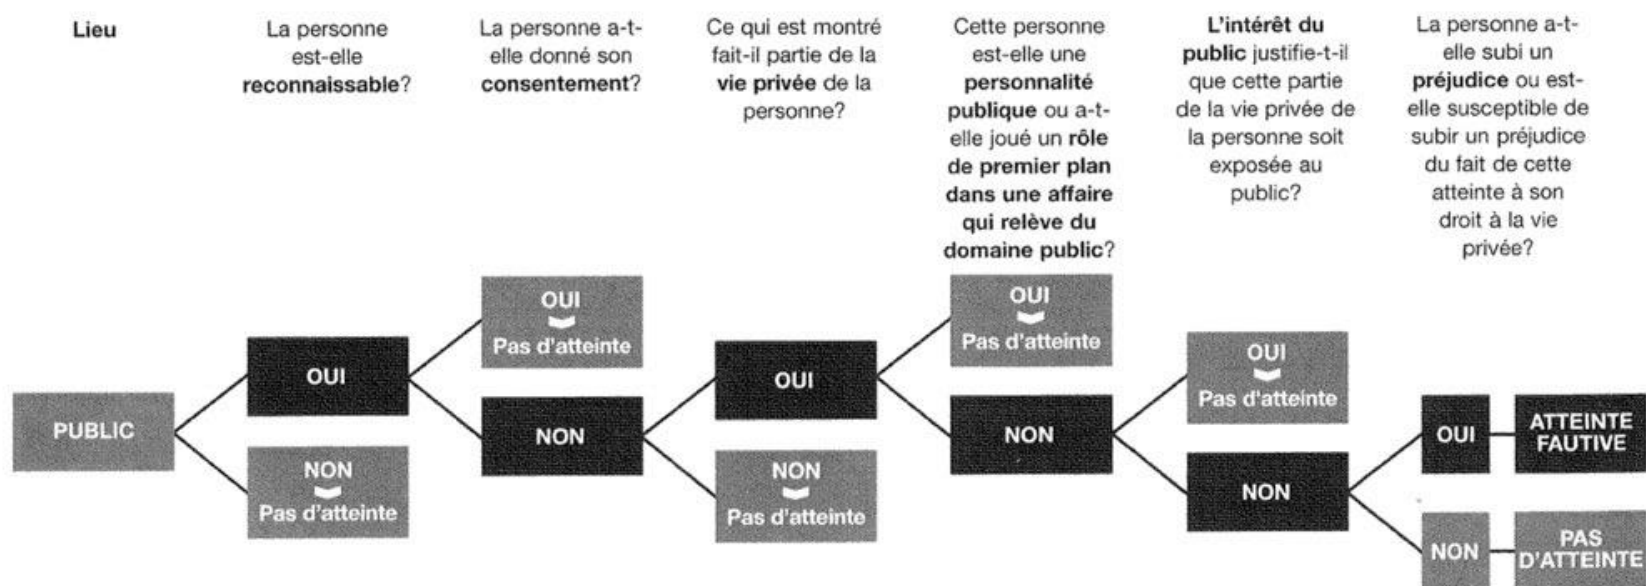 Lieu
La personne
est-elle
reconnaissable?
La personne a-t-
elle donné son
consentement?
Ce qui est montré
fait-il partie de la
vie privée de la
personne?
Cette personne
est-elle une
personnalité
publique ou a-t-
elle joué un rôle
de premier plan
dans une affaire
qui relève du
domaine public?
L'intérêt du
public justifie-t-il
que cette partie
de la vie privée de
la personne soit
exposée au
public?
La personne a-t-
elle subi un
préjudice ou est-
elle susceptible de
subir un préjudice
du fait de cette
atteinte à son
droit à la vie
privée?
PUBLIC
OUI
NON
Pas d'atteinte
OUI
Pas d'atteinte
NON
OUI
NON
Pas d'atteinte
OUI
Pas d'atteinte
NON
OUI
Pas d'atteinte
NON
OUI
ATTEINTE
FAUTIVE
NON
PAS
D'ATTEINTE